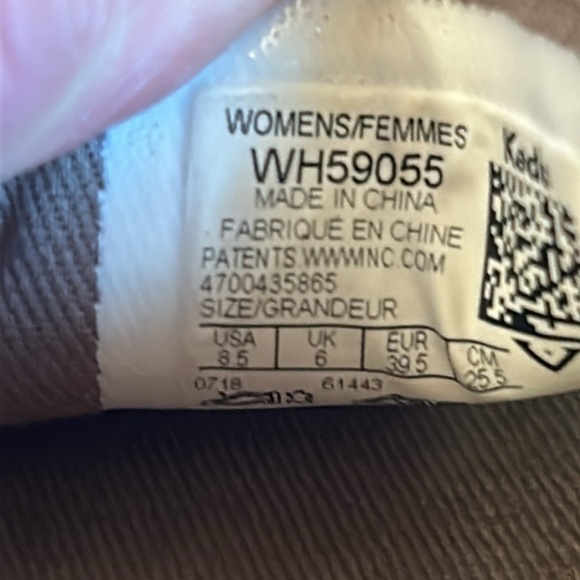 WOMENS/FEMMES
Keds
WH59055
MADE IN CHINA
FABRIQUÉ EN CHINE
PATENTS.WWWINC.COM
4700435865
SIZE/GRANDEUR
USA UK EUR CM
8.5 6 39.5 25.5
0718 61443